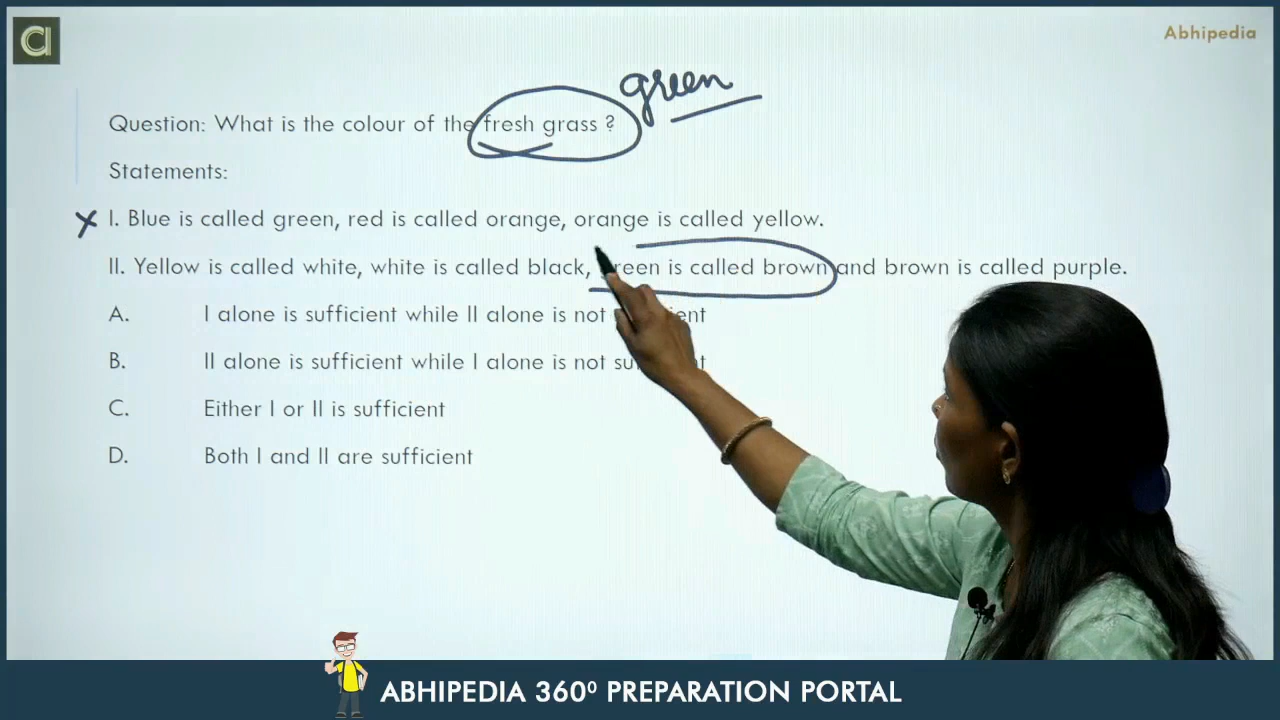 Abhipedia
green
Question: What is the colour of the fresh grass ?
Statements:
X I. Blue is called green, red is called orange, orange is called yellow.
II. Yellow is called white, white is called black, green is called brown and brown is called purple.
A. I alone is sufficient while II alone is not
B. II alone is sufficient while I alone is not
C. Either I or II is sufficient
D. Both I and II are sufficient
ABHIPEDIA 360⁰ PREPARATION PORTAL